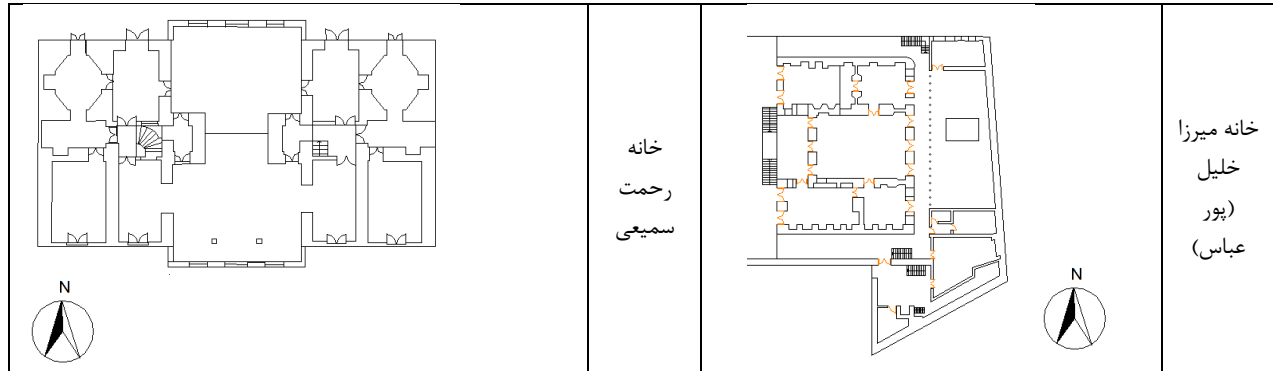 خانه میرزا
خلیل
(پور
عباس)
N
خانه
رحمت
سمیعی
N